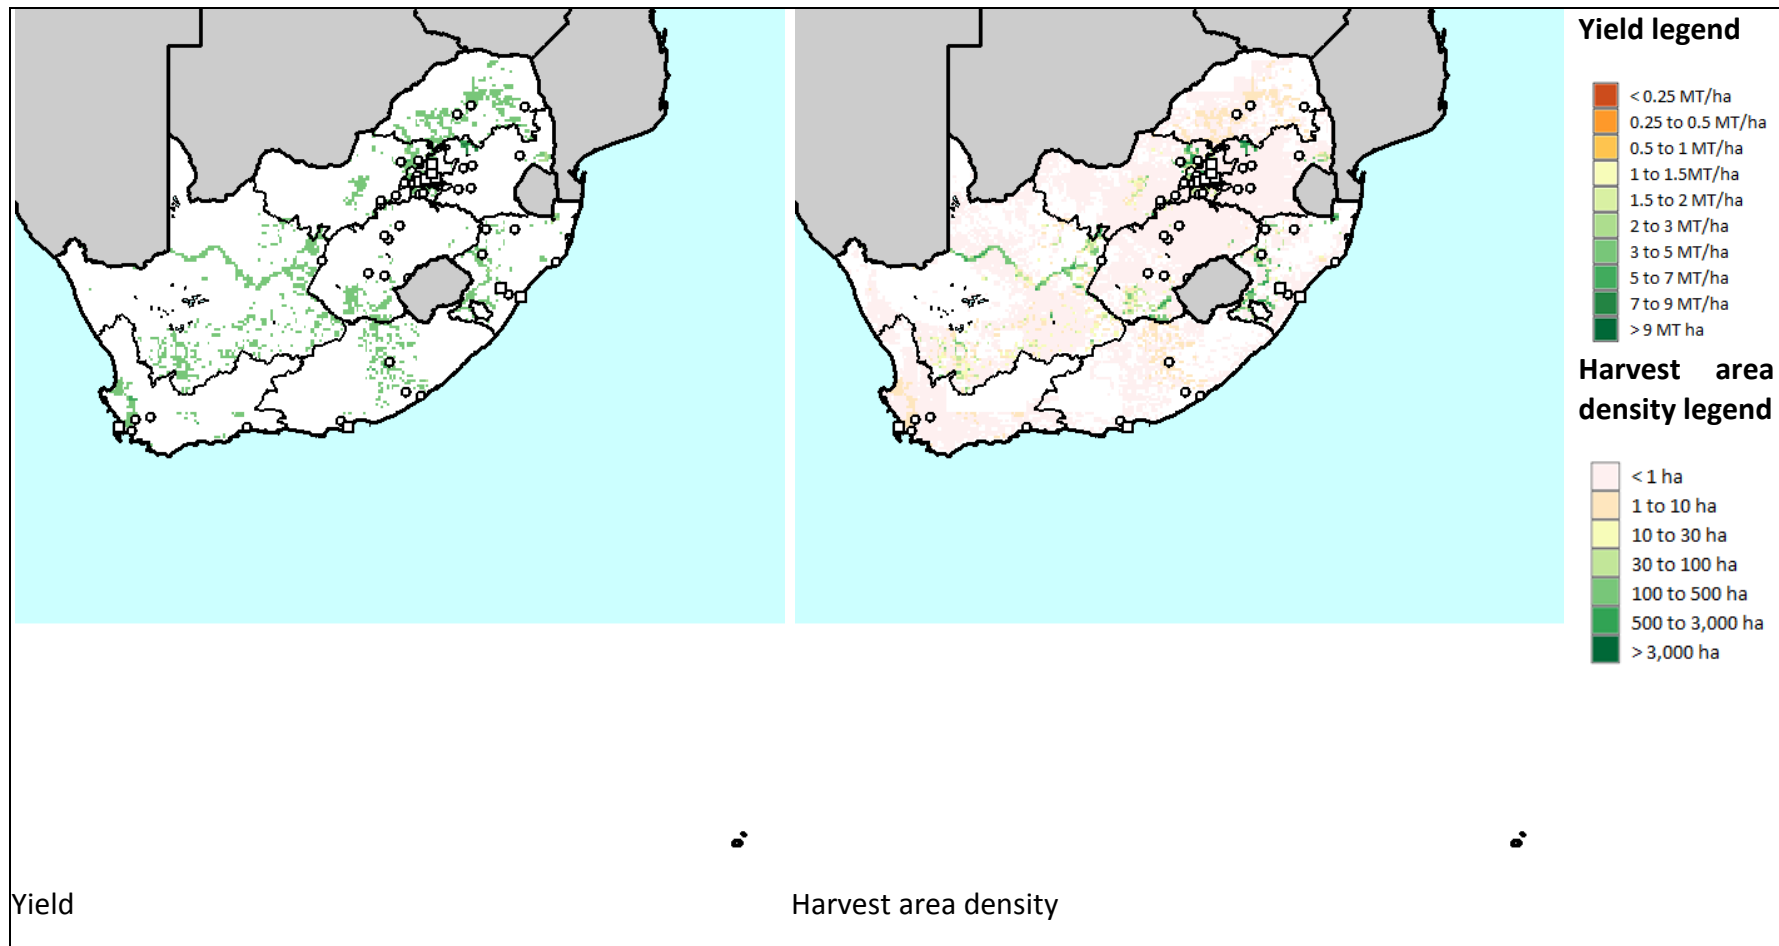 Yield legend
< 0.25 MT/ha
0.25 to 0.5 MT/ha
0.5 to 1 MT/ha
1 to 1.5MT/ha
1.5 to 2 MT/ha
2 to 3 MT/ha
3 to 5 MT/ha
5 to 7 MT/ha
7 to 9 MT/ha
> 9 MT ha
Harvest area
density legend
< 1 ha
1 to 10 ha
10 to 30 ha
30 to 100 ha
100 to 500 ha
500 to 3,000 ha
> 3,000 ha
Yield
Harvest area density